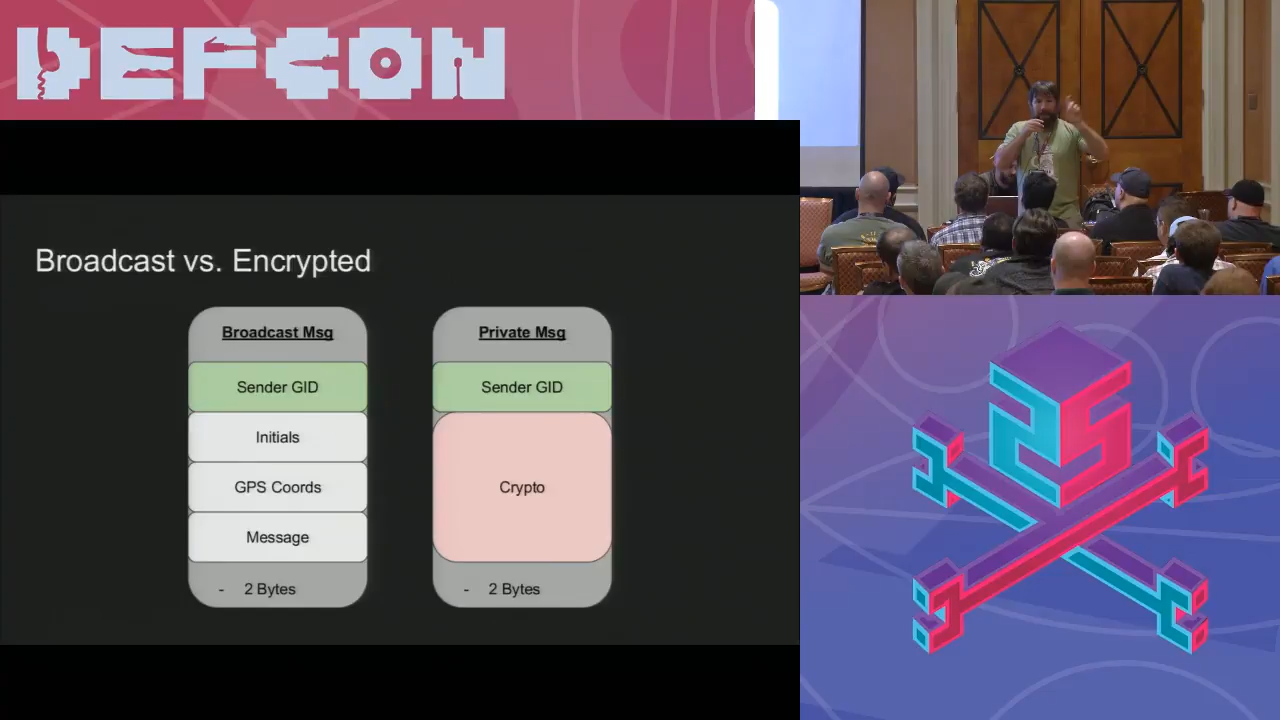 DEFCON
Broadcast vs. Encrypted
Broadcast Msg
Sender GID
Initials
GPS Coords
Message
- 2 Bytes
Private Msg
Sender GID
Crypto
- 2 Bytes
25